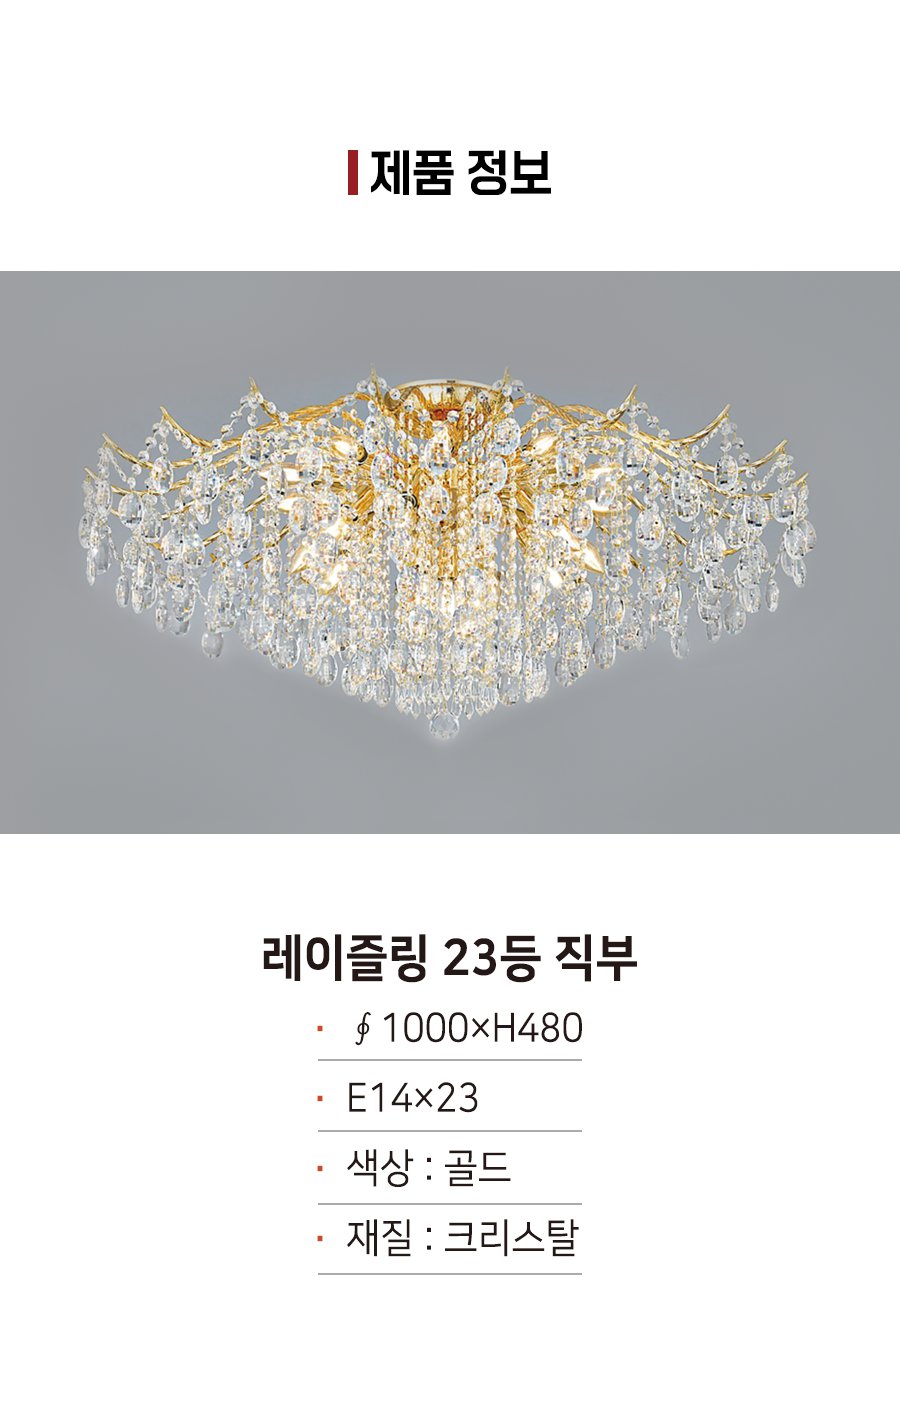 제품 정보
레이즐링 23등 직부
· ∮ 1000×H480
· E14×23
· 색상 : 골드
· 재질 : 크리스탈